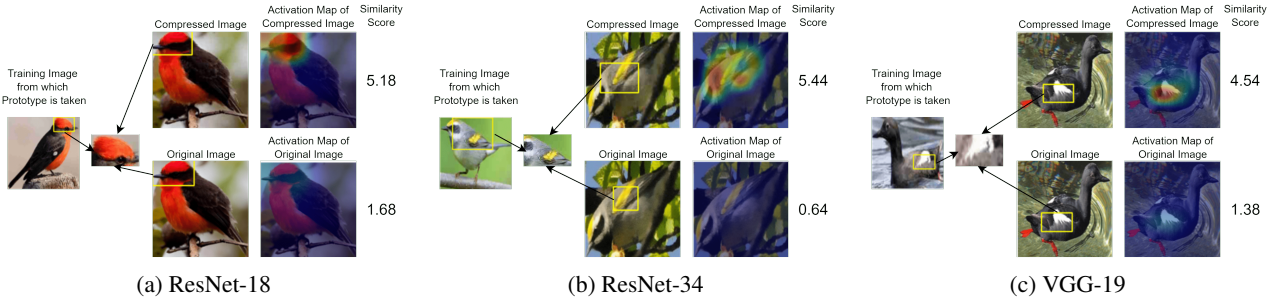 Compressed Image
Activation Map of
Compressed Image
Similarity
Score
Training Image
from which
Prototype is taken
5.18
Original Image
Activation Map of
Original Image
1.68
(a) ResNet-18
Compressed Image
Activation Map of
Compressed Image
Similarity
Score
Training Image
from which
Prototype is taken
5.44
Original Image
Activation Map of
Original Image
0.64
(b) ResNet-34
Compressed Image
Activation Map of
Compressed Image
Similarity
Score
Training Image
from which
Prototype is taken
4.54
Original Image
Activation Map of
Original Image
1.38
(c) VGG-19